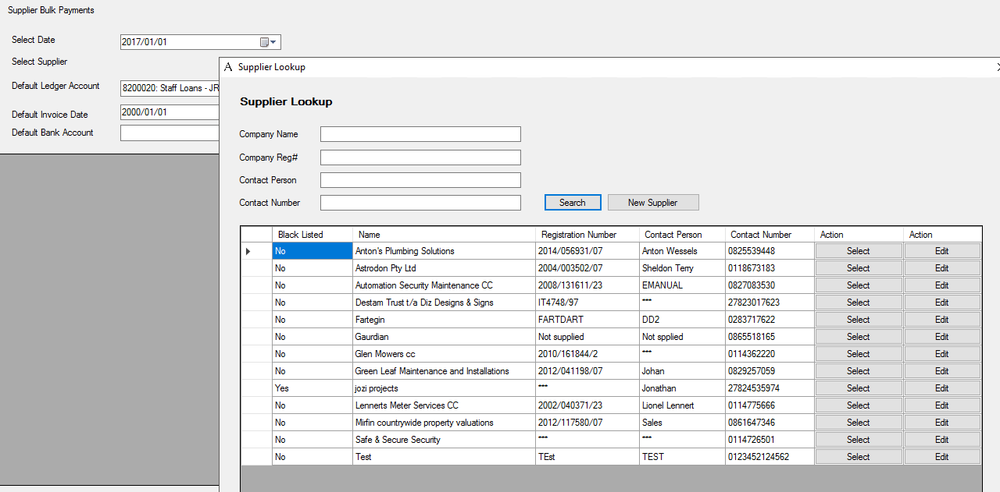 Supplier Bulk Payments
Select Date 2017/01/01
Select Supplier
Default Ledger Account 8200020: Staff Loans - JR
Default Invoice Date 2000/01/01
Default Bank Account
Supplier Lookup
Supplier Lookup
Company Name
Company Reg#
Contact Person
Contact Number Search New Supplier
Black Listed Name Registration Number Contact Person Contact Number Action Action
No Anton's Plumbing Solutions 2014/056931/07 Anton Wessels 0825539448 Select Edit
No Astrodon Pty Ltd 2004/003502/07 Sheldon Terry 0118673183 Select Edit
No Automation Security Maintenance CC 2008/131611/23 EMANUAL 0827083530 Select Edit
No Destam Trust t/a Diz Designs & Signs IT4748/97 *** 27823017623 Select Edit
No Fartegin FARTDART DD2 0283717622 Select Edit
No Gaurdian Not supplied Not spplied 0865518165 Select Edit
No Glen Mowers cc 2010/161844/2 *** 0114362220 Select Edit
No Green Leaf Maintenance and Installations 2012/041198/07 Johan 0829257059 Select Edit
Yes jozi projects *** Jonathan 27824535974 Select Edit
No Lennerts Meter Services CC 2002/040371/23 Lionel Lennert 0114775666 Select Edit
No Mirfin countrywide property valuations 2012/117580/07 Sales 0861647346 Select Edit
No Safe & Secure Security *** *** 0114726501 Select Edit
No Test TEst TEST 0123452124562 Select Edit